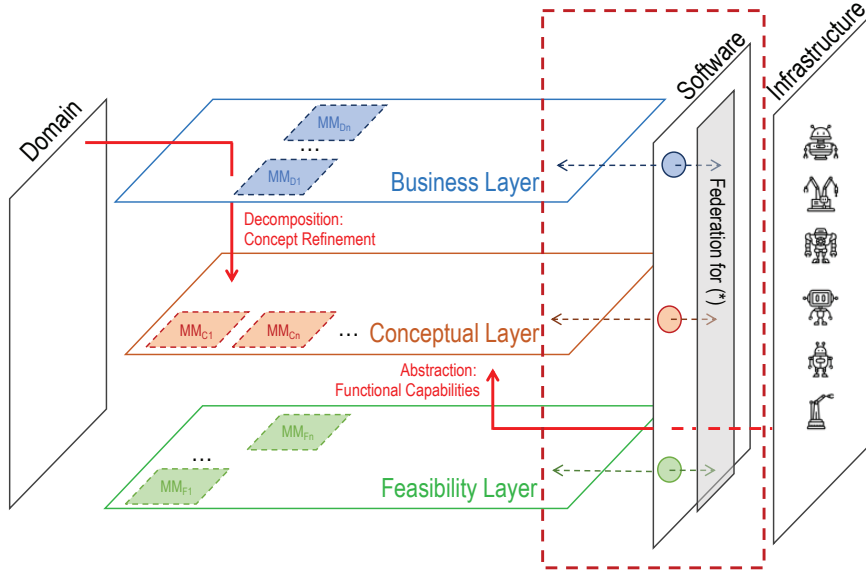 Domain
Software
Infrastructure
MM_Dn
...
MM_D1
Business Layer
Federation for (*)
Decomposition:
Concept Refinement
MM_C1
MM_Cn
...
Conceptual Layer
Abstraction:
Functional Capabilities
MM_Fn
...
MM_F1
Feasibility Layer